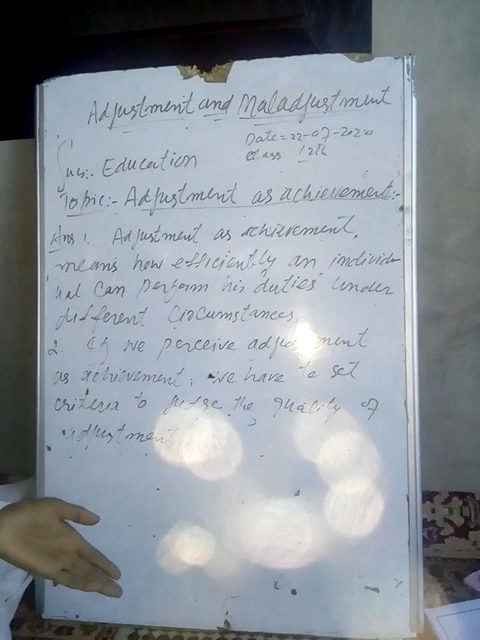 Adjustment and Maladjustment
Date = 22-07-2020
Class 12th
Sub:- Education
Topic:- Adjustment as achievement:-
Ans 1. Adjustment as achievement,
means how efficiently an individ-
ual can perform his duties under
different circumstances
2. If we perceive adjustment
as achievement, we have to set
criteria to judge the quality of
adjustment